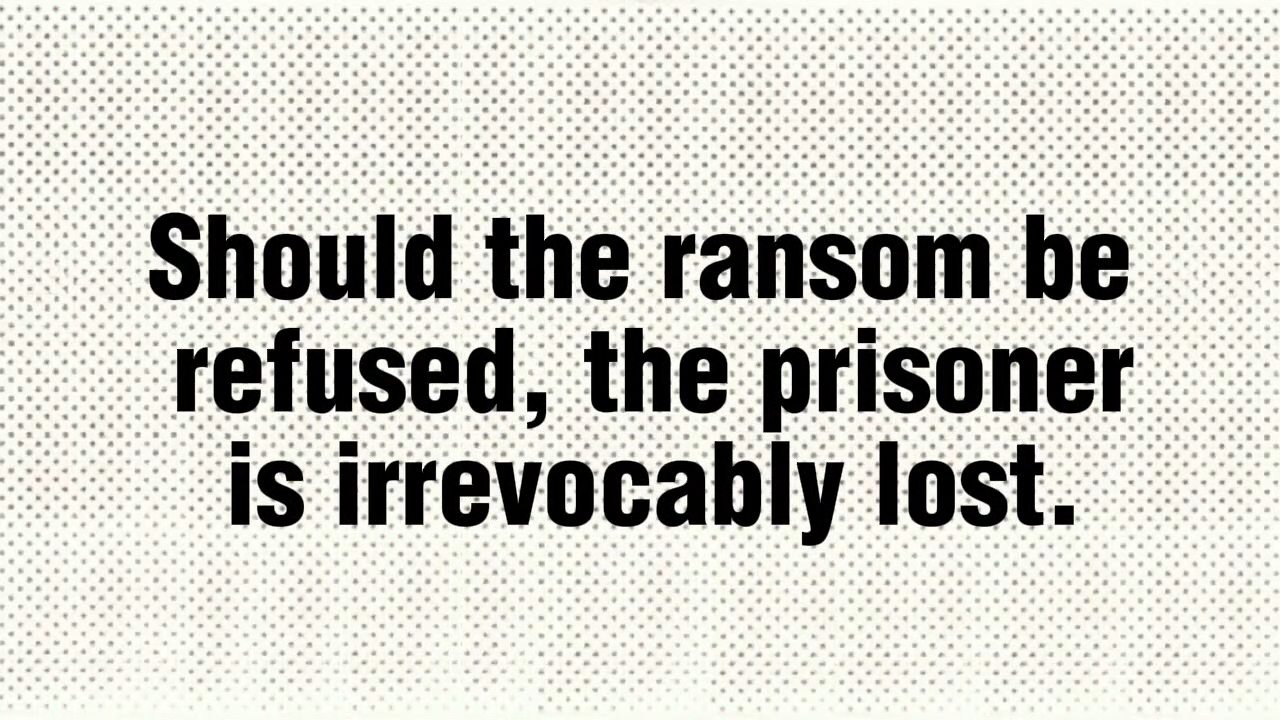 Should the ransom be
refused, the prisoner
is irrevocably lost.